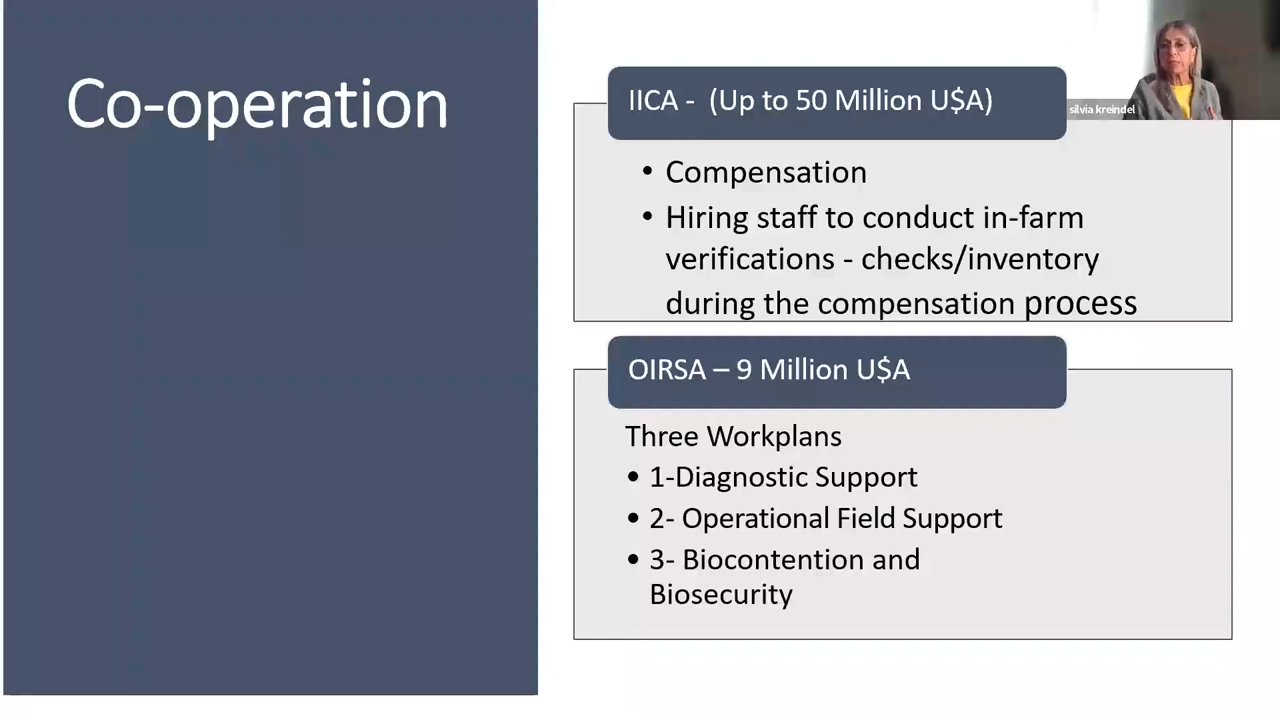 Co-operation
IICA - (Up to 50 Million U$A)
silvia kreindel
• Compensation
• Hiring staff to conduct in-farm
verifications - checks/inventory
during the compensation process
OIRSA – 9 Million U$A
Three Workplans
• 1-Diagnostic Support
• 2- Operational Field Support
• 3- Biocontention and
Biosecurity